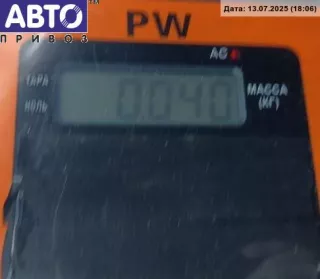 АВТО
ПРИВОЗ
Дата: 13.07.2025 (18:06)
PW
AC
ТАРА
НОЛЬ
0.040
МАССА
(КГ)